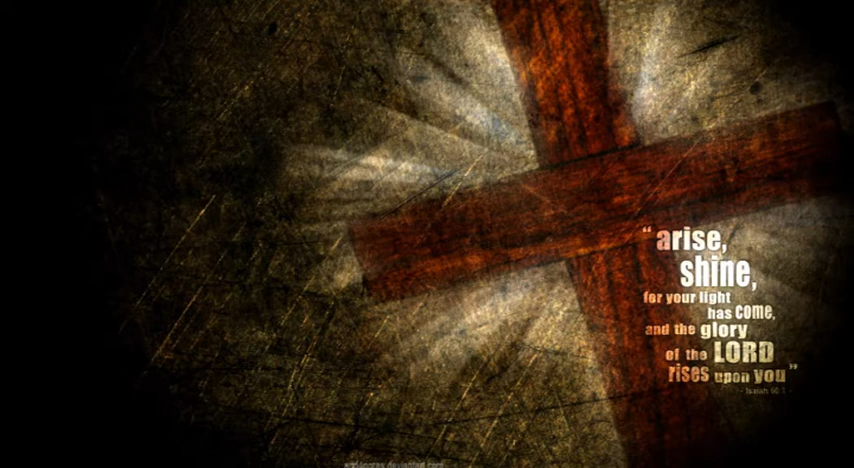 “ arise,
shine,
for your light
has come,
and the glory
of the LORD
rises upon you ”
- Isaiah 60:1 -